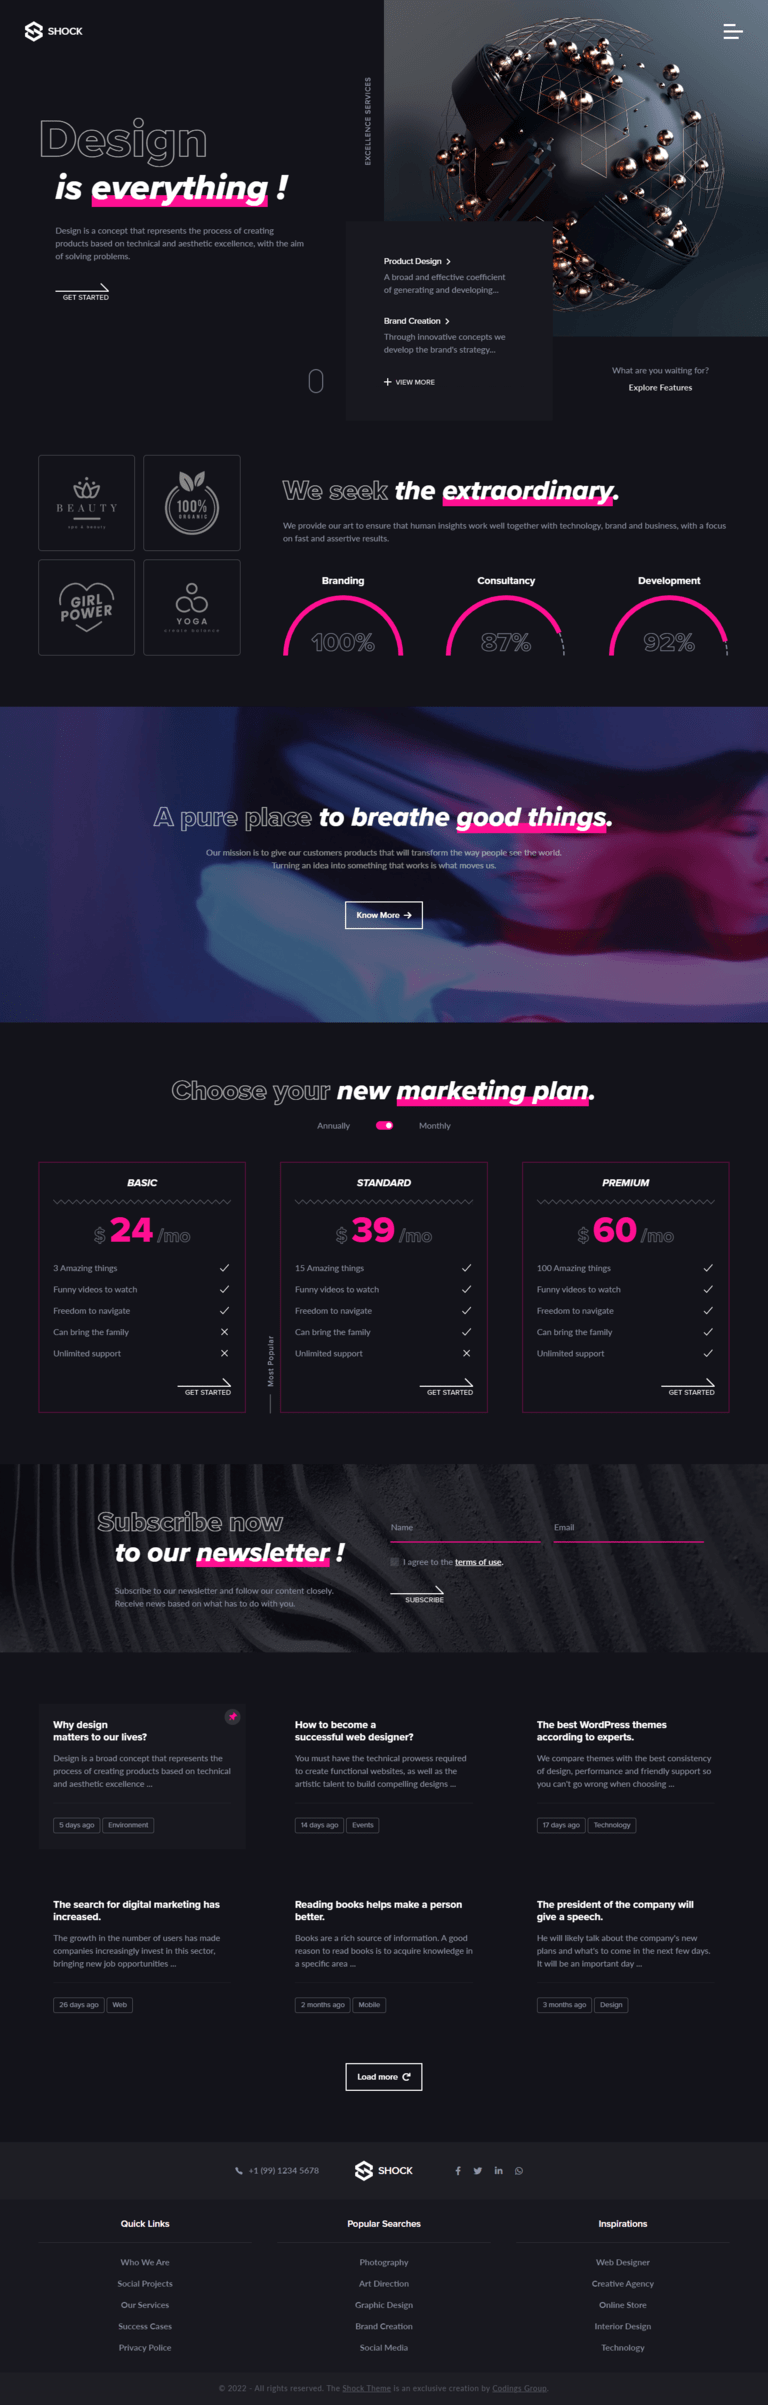 SHOCK
EXCELLENCE SERVICES
Design
is everything !
Design is a concept that represents the process of creating
products based on technical and aesthetic excellence, with the aim
of solving problems.
GET STARTED
Product Design
A broad and effective coefficient
of generating and developing...
Brand Creation
Through innovative concepts we
develop the brand's strategy...
VIEW MORE
What are you waiting for?
Explore Features
BEAUTY
spa & beauty
100%
ORGANIC
GIRL
POWER
YOGA
create balance
We seek the extraordinary.
We provide our art to ensure that human insights work well together with technology, brand and business, with a focus
on fast and assertive results.
Branding
100%
Consultancy
87%
Development
92%
A pure place to breathe good things.
Our mission is to give our customers products that will transform the way people see the world.
Turning an idea into something that works is what moves us.
Know More
Choose your new marketing plan.
Annually
Monthly
BASIC
$ 24 /mo
3 Amazing things
Funny videos to watch
Freedom to navigate
Can bring the family
Unlimited support
GET STARTED
Most Popular
STANDARD
$ 39 /mo
15 Amazing things
Funny videos to watch
Freedom to navigate
Can bring the family
Unlimited support
GET STARTED
PREMIUM
$ 60 /mo
100 Amazing things
Funny videos to watch
Freedom to navigate
Can bring the family
Unlimited support
GET STARTED
Subscribe now
to our newsletter !
Subscribe to our newsletter and follow our content closely.
Receive news based on what has to do with you.
Name
Email
I agree to the terms of use.
SUBSCRIBE
Why design
matters to our lives?
Design is a broad concept that represents the
process of creating products based on technical
and aesthetic excellence ...
5 days ago
Environment
How to become a
successful web designer?
You must have the technical prowess required
to create functional websites, as well as the
artistic talent to build compelling designs ...
14 days ago
Events
The best WordPress themes
according to experts.
We compare themes with the best consistency
of design, performance and friendly support so
you can't go wrong when choosing ...
17 days ago
Technology
The search for digital marketing has
increased.
The growth in the number of users has made
companies increasingly invest in this sector,
bringing new job opportunities ...
26 days ago
Web
Reading books helps make a person
better.
Books are a rich source of information. A good
reason to read books is to acquire knowledge in
a specific area ...
2 months ago
Mobile
The president of the company will
give a speech.
He will likely talk about the company's new
plans and what's to come in the next few days.
It will be an important day ...
3 months ago
Design
Load more
+1 (99) 1234 5678
SHOCK
Quick Links
Who We Are
Social Projects
Our Services
Success Cases
Privacy Police
Popular Searches
Photography
Art Direction
Graphic Design
Brand Creation
Social Media
Inspirations
Web Designer
Creative Agency
Online Store
Interior Design
Technology
© 2022 - All rights reserved. The Shock Theme is an exclusive creation by Codings Group.